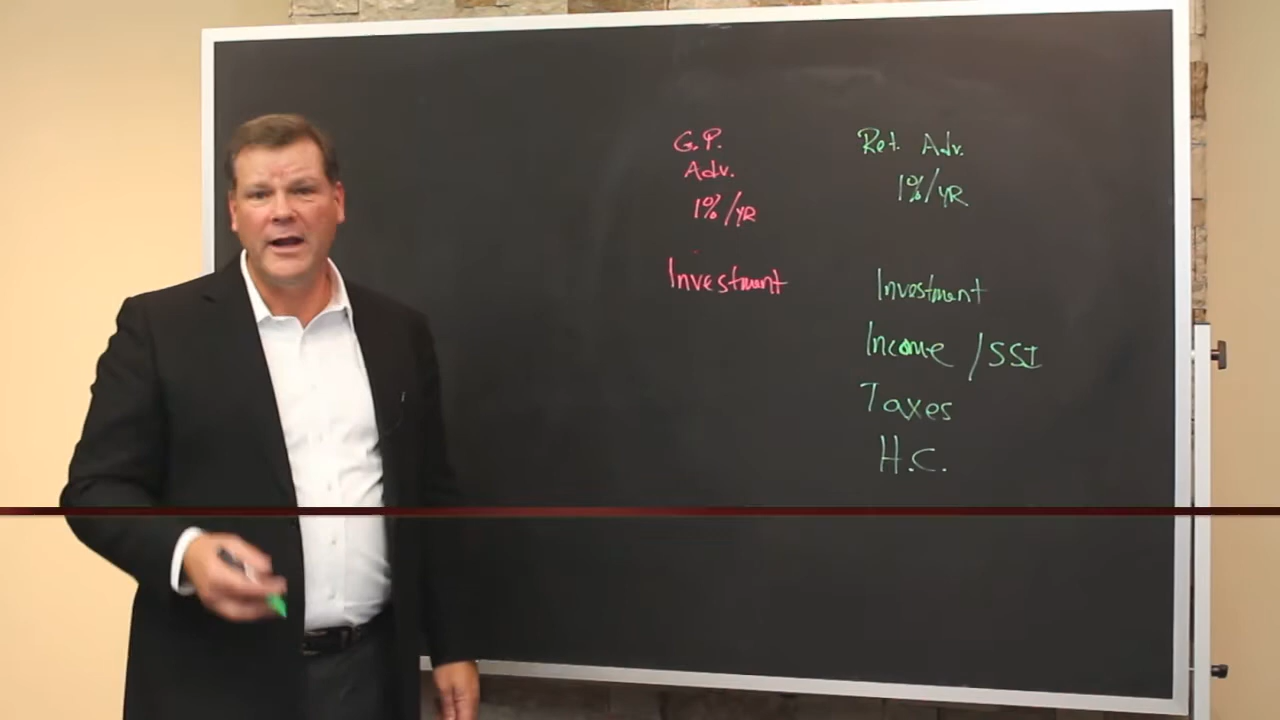 G.P.
Adv.
1%/YR
Investment
Ret. Adv.
1%/YR
Investment
Income / SSI
Taxes
H.C.